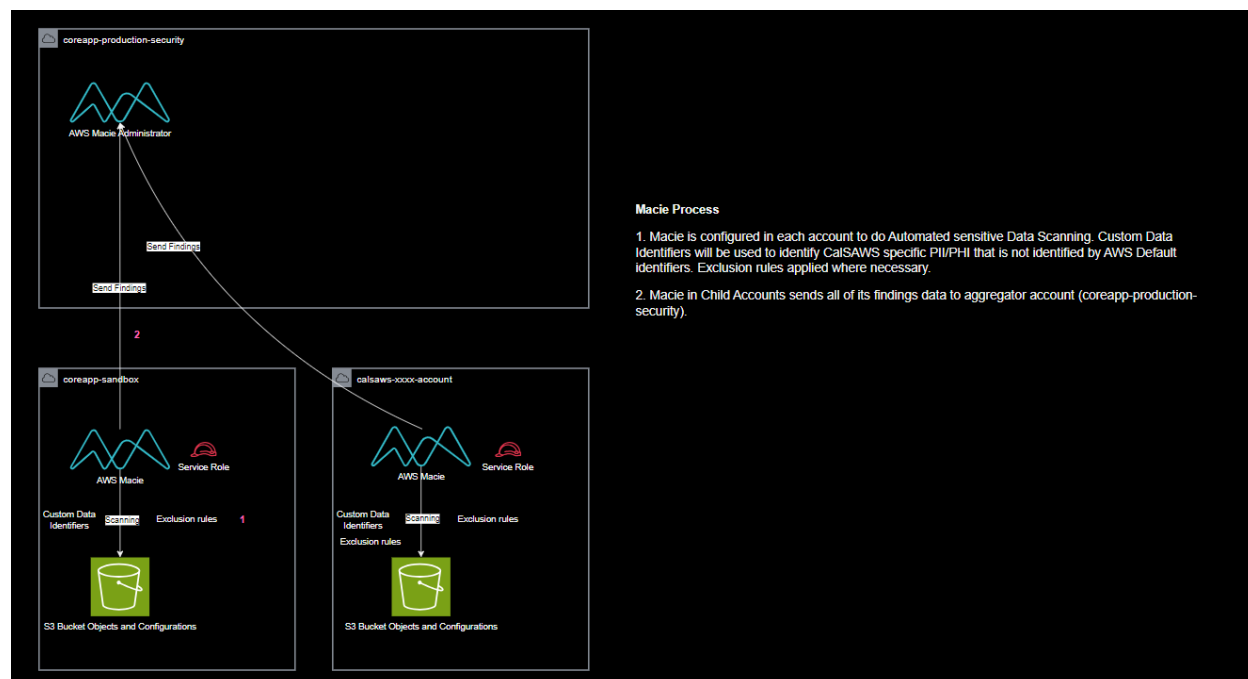 coreapp-production-security
AWS Macie Administrator
Send Findings
Send Findings
2
coreapp-sandbox
AWS Macie
Service Role
Custom Data
Identifiers
Scanning
Exclusion rules
1
S3 Bucket Objects and Configurations
calsaws-xxxx-account
AWS Macie
Service Role
Custom Data
Identifiers
Scanning
Exclusion rules
Exclusion rules
S3 Bucket Objects and Configurations
Macie Process
1. Macie is configured in each account to do Automated sensitive Data Scanning. Custom Data
Identifiers will be used to identify CalSAWS specific PII/PHI that is not identified by AWS Default
identifiers. Exclusion rules applied where necessary.
2. Macie in Child Accounts sends all of its findings data to aggregator account (coreapp-production-
security).